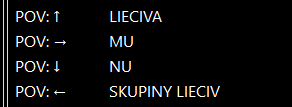 POV: ↑ LIECIVA
POV: → MU
POV: ↓ NU
POV: ← SKUPINY LIECIV